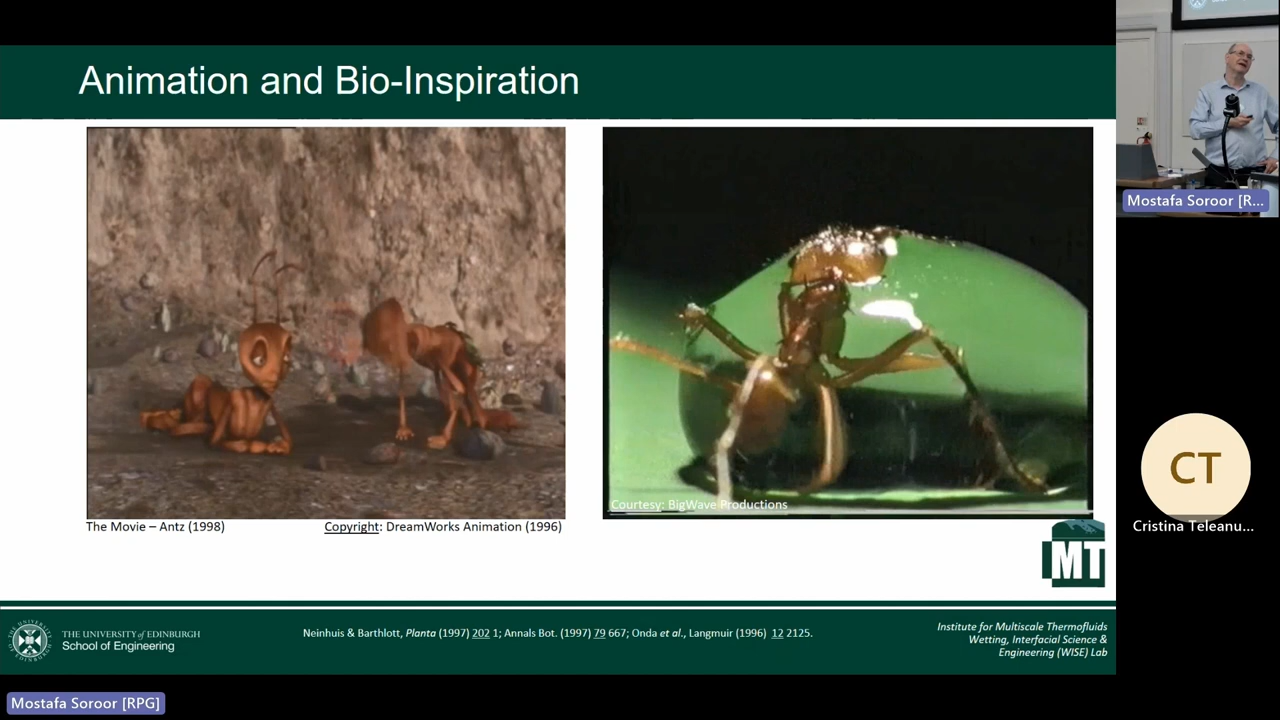 Animation and Bio-Inspiration
Mostafa Soroor [R...
Courtesy: BigWave Productions
The Movie – Antz (1998)
Copyright: DreamWorks Animation (1996)
CT
Cristina Teleanu...
MT
THE UNIVERSITY of EDINBURGH
School of Engineering
Neinhuis & Barthlott, Planta (1997) 202 1; Annals Bot. (1997) 79 667; Onda et al., Langmuir (1996) 12 2125.
Institute for Multiscale Thermofluids
Wetting, Interfacial Science &
Engineering (WISE) Lab
Mostafa Soroor [RPG]